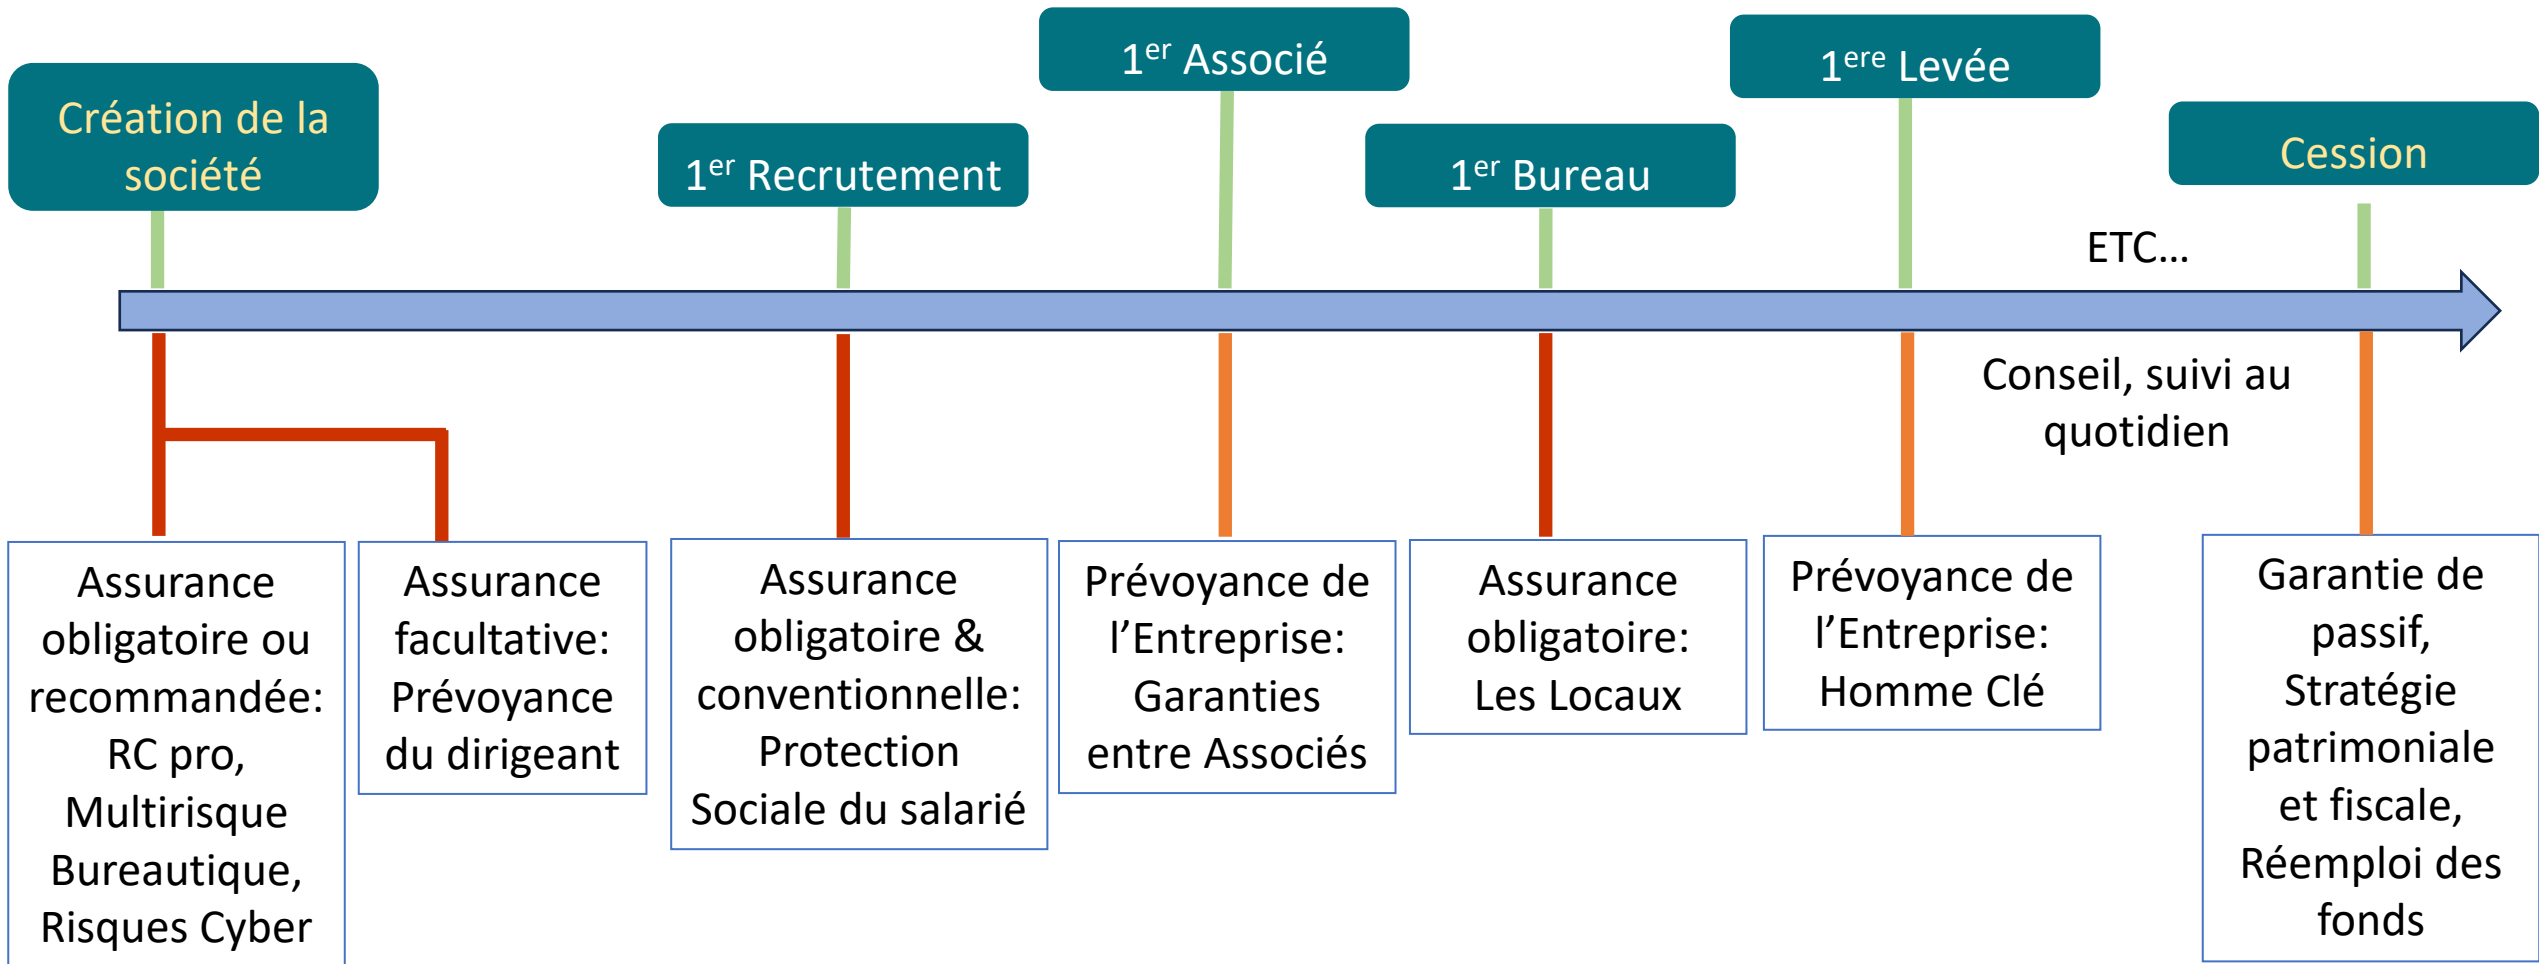 Création de la
société
1er Recrutement
1er Associé
1er Bureau
1ere Levée
Cession
ETC…
Conseil, suivi au
quotidien
Assurance
obligatoire ou
recommandée:
RC pro,
Multirisque
Bureautique,
Risques Cyber
Assurance
facultative:
Prévoyance
du dirigeant
Assurance
obligatoire &
conventionnelle:
Protection
Sociale du salarié
Prévoyance de
l’Entreprise:
Garanties
entre Associés
Assurance
obligatoire:
Les Locaux
Prévoyance de
l’Entreprise:
Homme Clé
Garantie de
passif,
Stratégie
patrimoniale
et fiscale,
Réemploi des
fonds